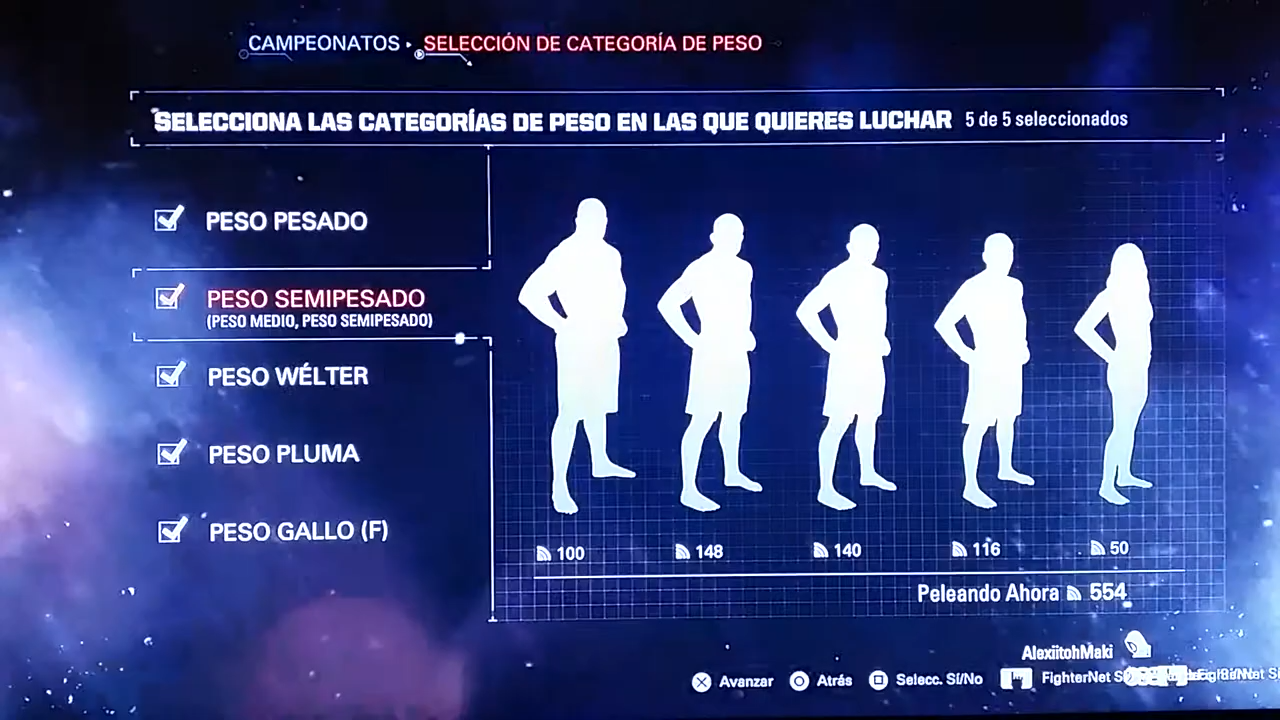 CAMPEONATOS
SELECCIÓN DE CATEGORÍA DE PESO
SELECCIONA LAS CATEGORÍAS DE PESO EN LAS QUE QUIERES LUCHAR 5 de 5 seleccionados
PESO PESADO
PESO SEMIPESADO
(PESO MEDIO, PESO SEMIPESADO)
PESO WÉLTER
PESO PLUMA
PESO GALLO (F)
100 148 140 116 50
Peleando Ahora 554
AlexiitohMaki
Avanzar Atrás Selecc. Sí/No FighterNet